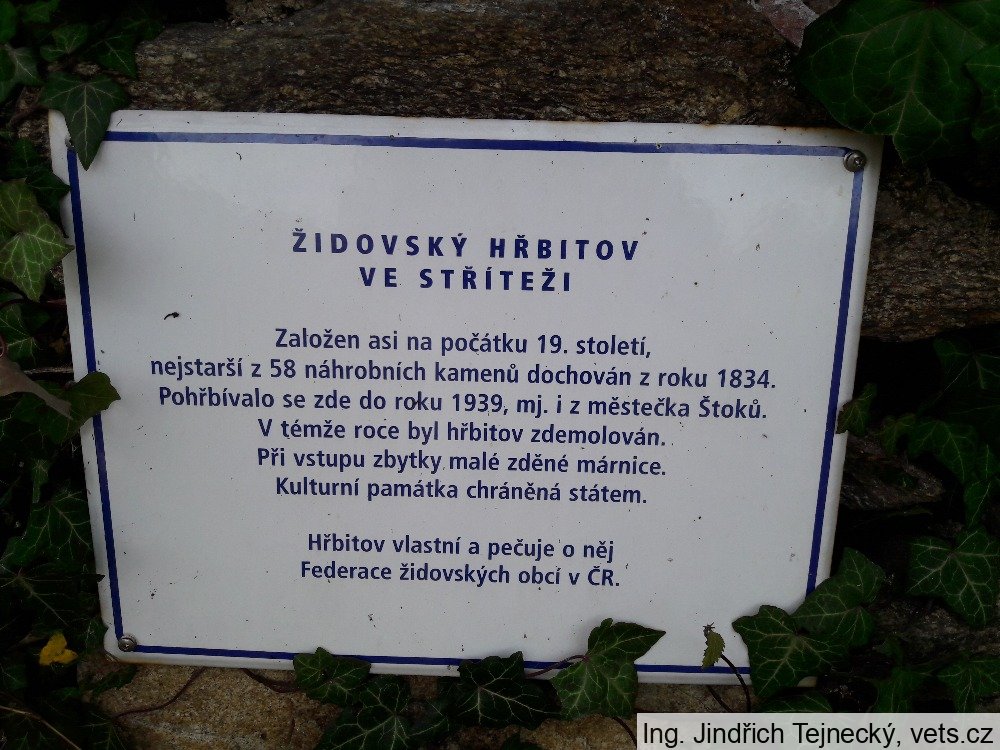 ŽIDOVSKÝ HŘBITOV
VE STŘÍTEŽI
Založen asi na počátku 19. století,
nejstarší z 58 náhrobních kamenů dochován z roku 1834.
Pohřbívalo se zde do roku 1939, mj. i z městečka Štoků.
V témže roce byl hřbitov zdemolován.
Při vstupu zbytky malé zděné márnice.
Kulturní památka chráněná státem.
Hřbitov vlastní a pečuje o něj
Federace židovských obcí v ČR.
Ing. Jindřich Tejnecký, vets.cz